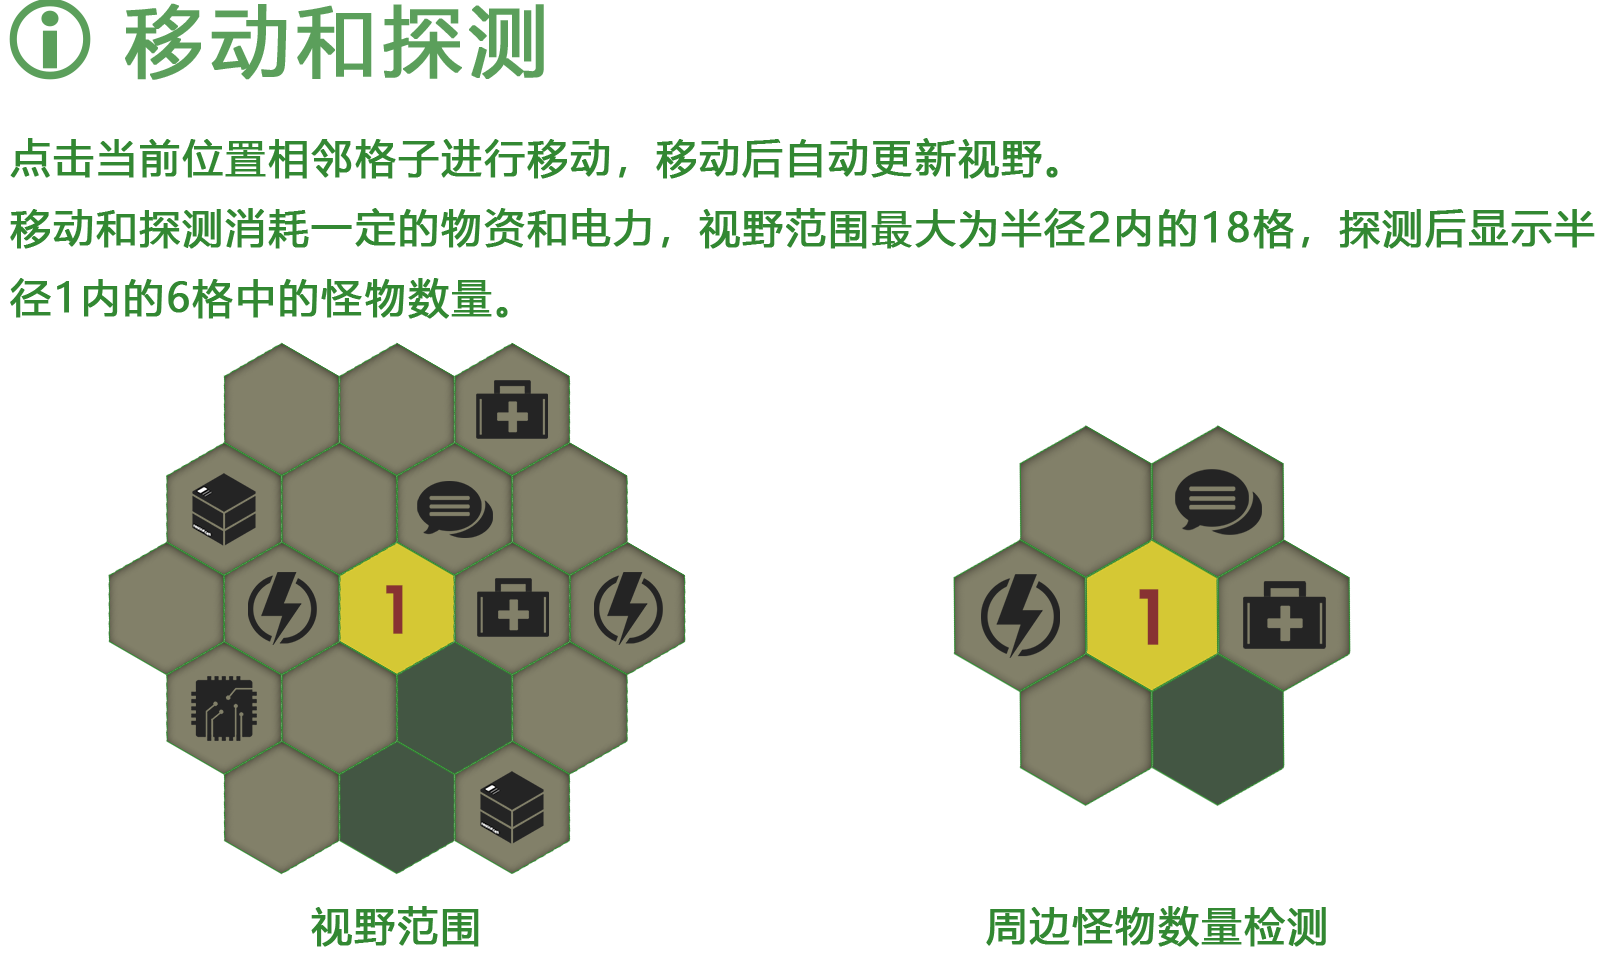 移动和探测
点击当前位置相邻格子进行移动，移动后自动更新视野。
移动和探测消耗一定的物资和电力，视野范围最大为半径2内的18格，探测后显示半
径1内的6格中的怪物数量。
1
1
视野范围
周边怪物数量检测